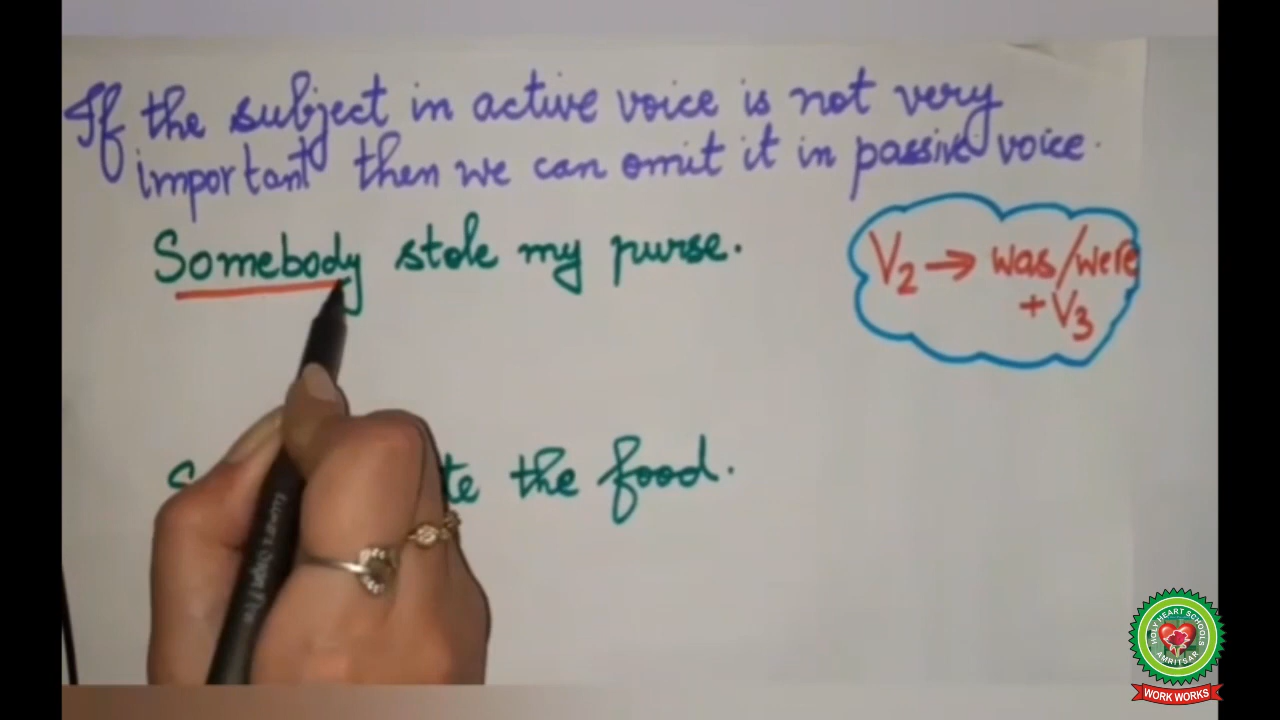 If the subject in active voice is not very
important then we can omit it in passive voice.
Somebody stole my purse.
V2 → was/were
+ V3
the food.
HOLY HEART SCHOOLS
AMRITSAR
WORK WORKS